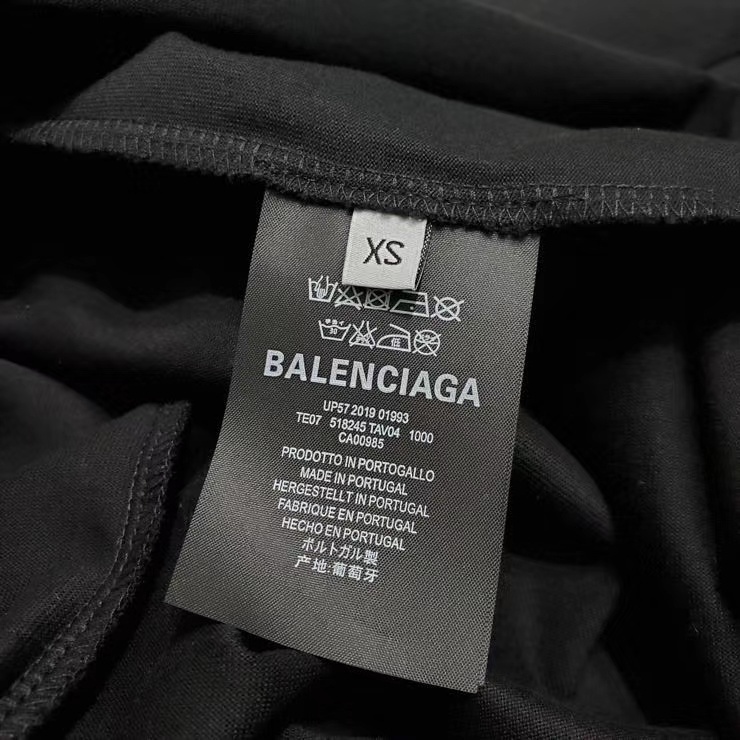 XS
BALENCIAGA
UP57 2019 01993
TE07 518245 TAV04 1000
CA00985
PRODOTTO IN PORTOGALLO
MADE IN PORTUGAL
HERGESTELLT IN PORTUGAL
FABRIQUE EN PORTUGAL
HECHO EN PORTUGAL
ポルトガル製
产地:葡萄牙